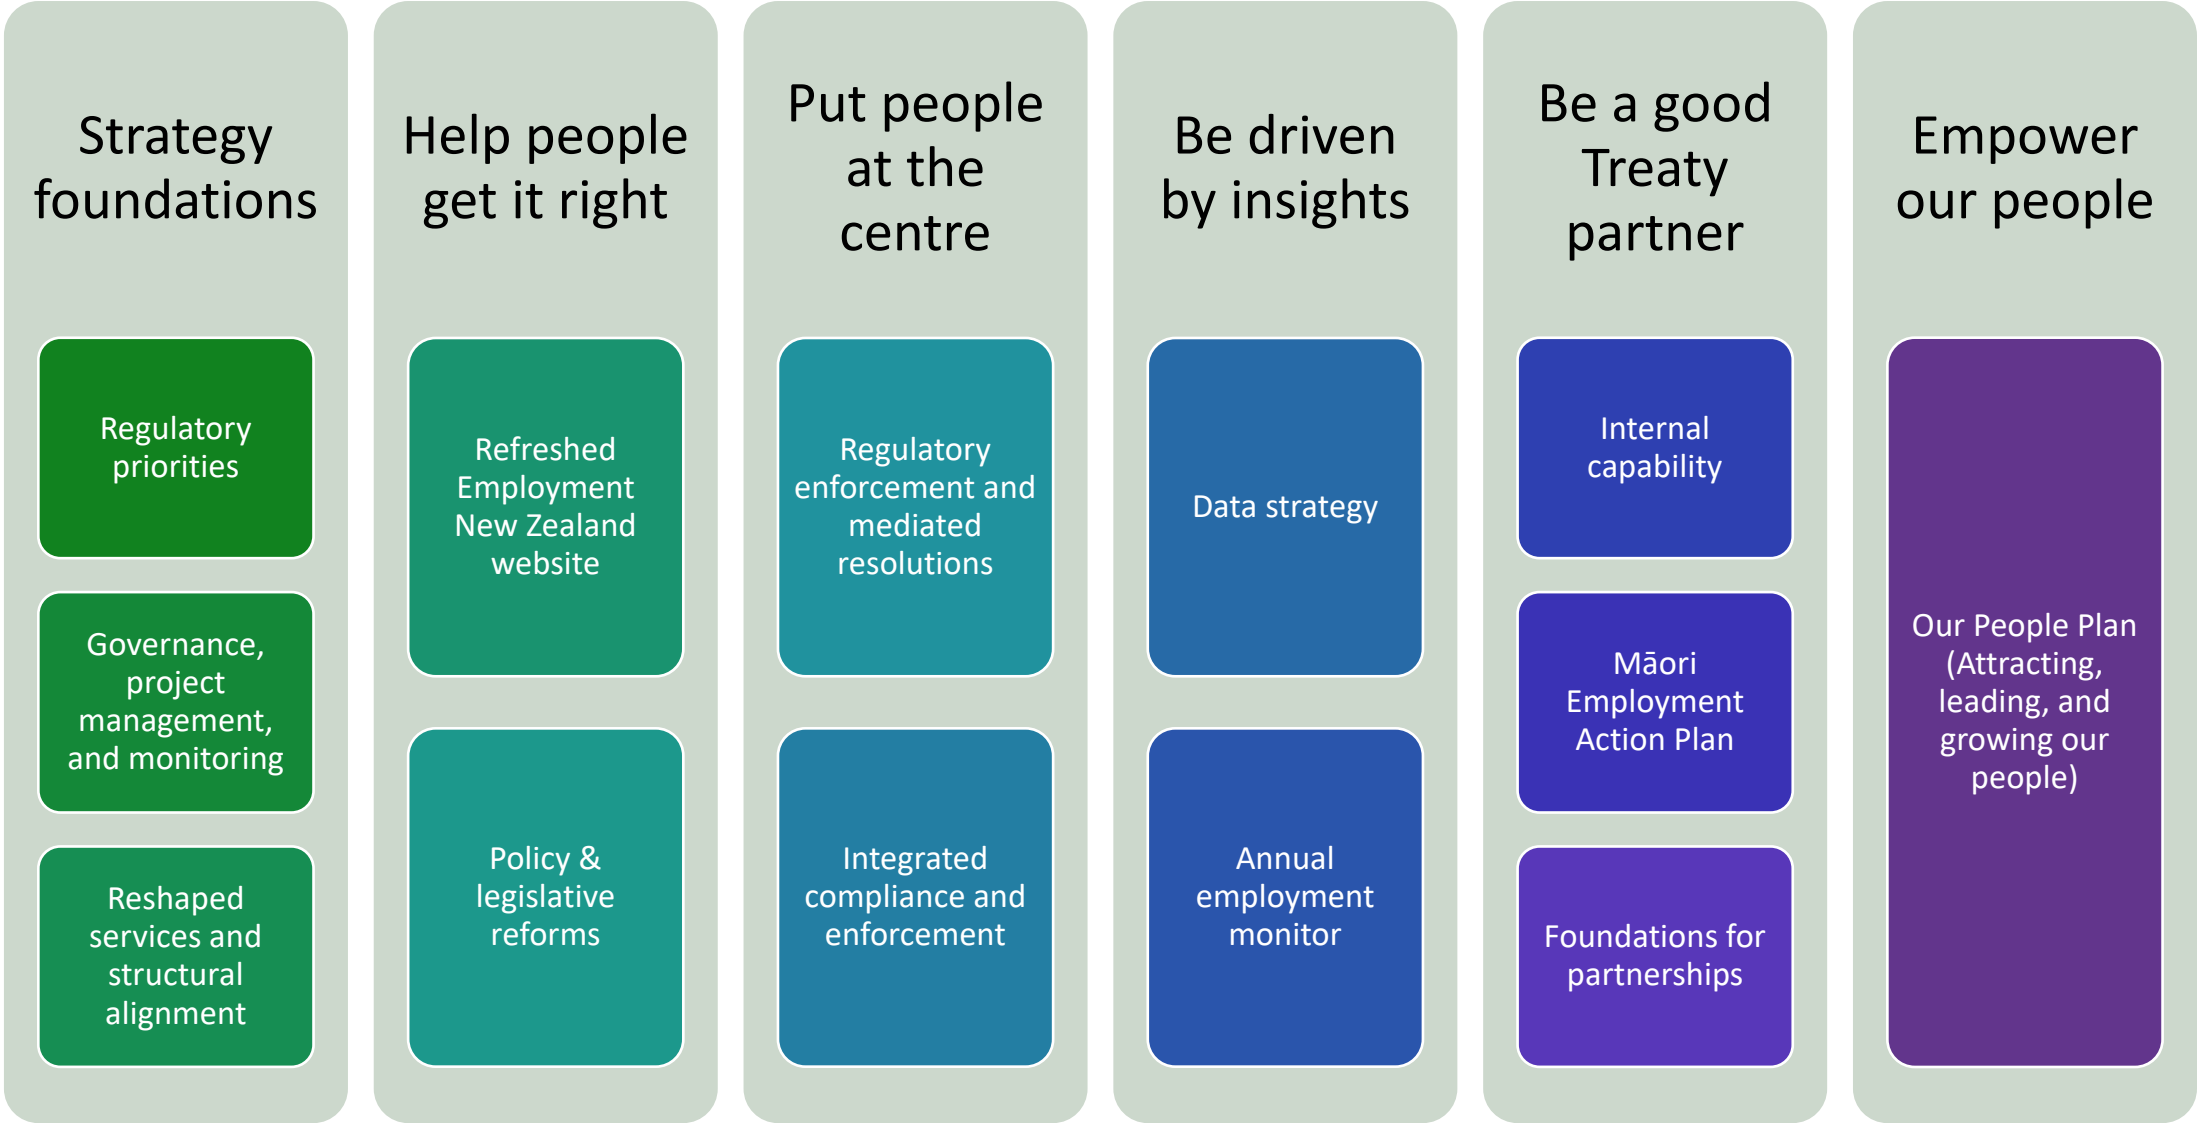 Strategy
foundations
Regulatory
priorities
Governance,
project
management,
and monitoring
Reshaped
services and
structural
alignment
Help people
get it right
Refreshed
Employment
New Zealand
website
Policy &
legislative
reforms
Put people
at the
centre
Regulatory
enforcement and
mediated
resolutions
Integrated
compliance and
enforcement
Be driven
by insights
Data strategy
Annual
employment
monitor
Be a good
Treaty
partner
Internal
capability
Māori
Employment
Action Plan
Foundations for
partnerships
Empower
our people
Our People Plan
(Attracting,
leading, and
growing our
people)